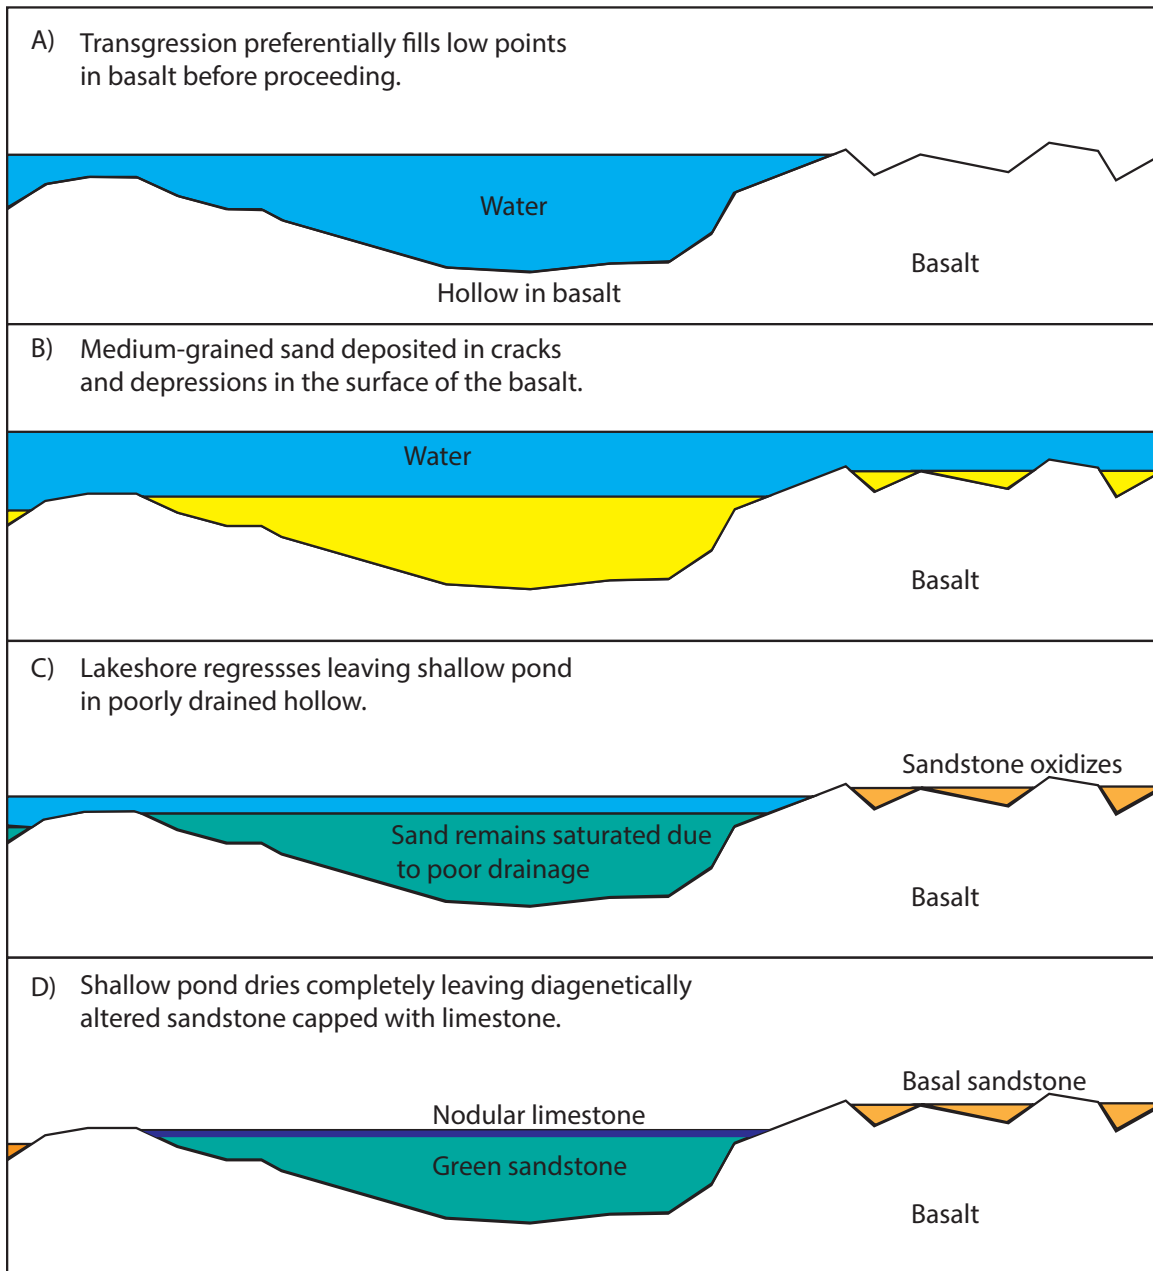 A) Transgression preferentially fills low points
in basalt before proceeding.
Water
Basalt
Hollow in basalt
B) Medium-grained sand deposited in cracks
and depressions in the surface of the basalt.
Water
Basalt
C) Lakeshore regressses leaving shallow pond
in poorly drained hollow.
Sandstone oxidizes
Sand remains saturated due
to poor drainage
Basalt
D) Shallow pond dries completely leaving diagenetically
altered sandstone capped with limestone.
Basal sandstone
Nodular limestone
Green sandstone
Basalt